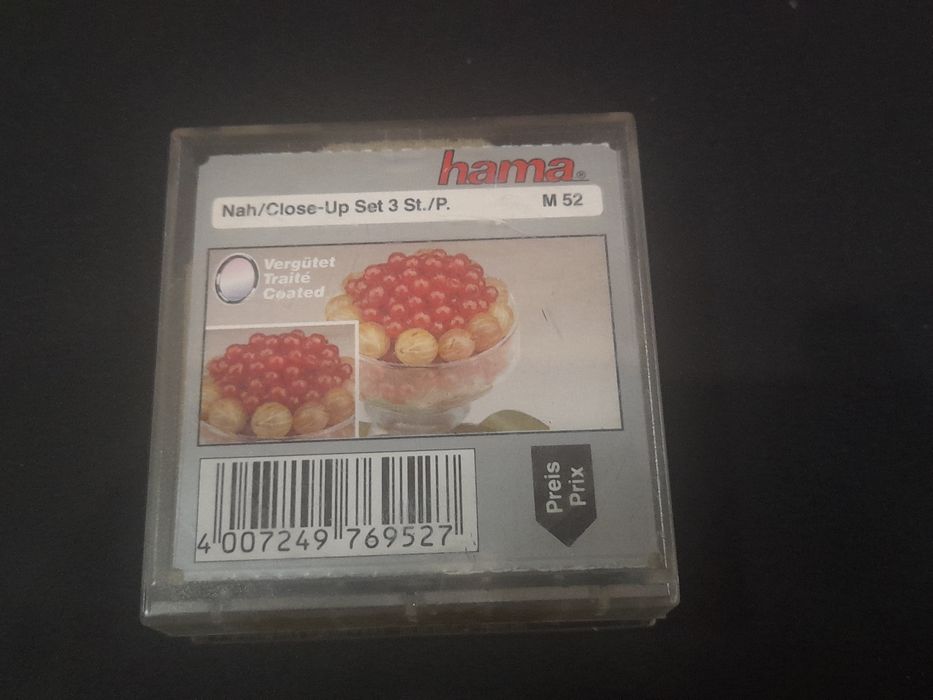 hama®
Nah/Close-Up Set 3 St./P. M 52
Vergütet
Traité
Coated
4 007249 769527
Preis
Prix